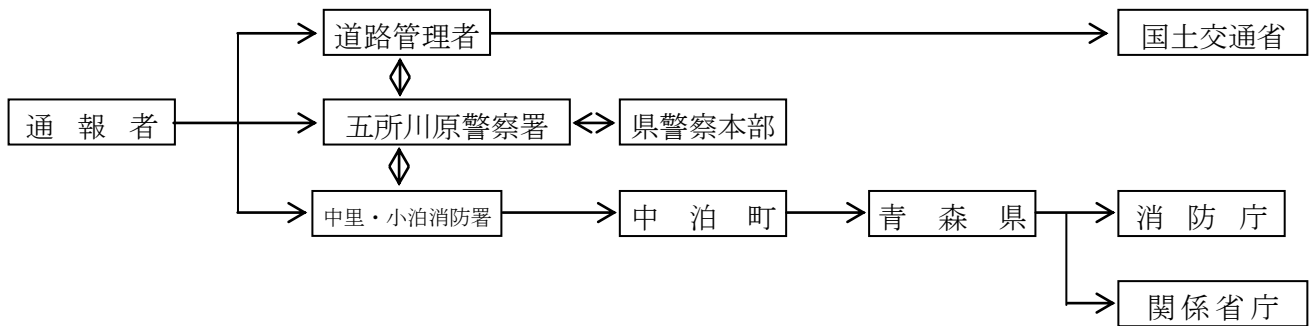 道路管理者 国土交通省
通報者 五所川原警察署 県警察本部
中里・小泊消防署 中泊町 青森県 消防庁
関係省庁